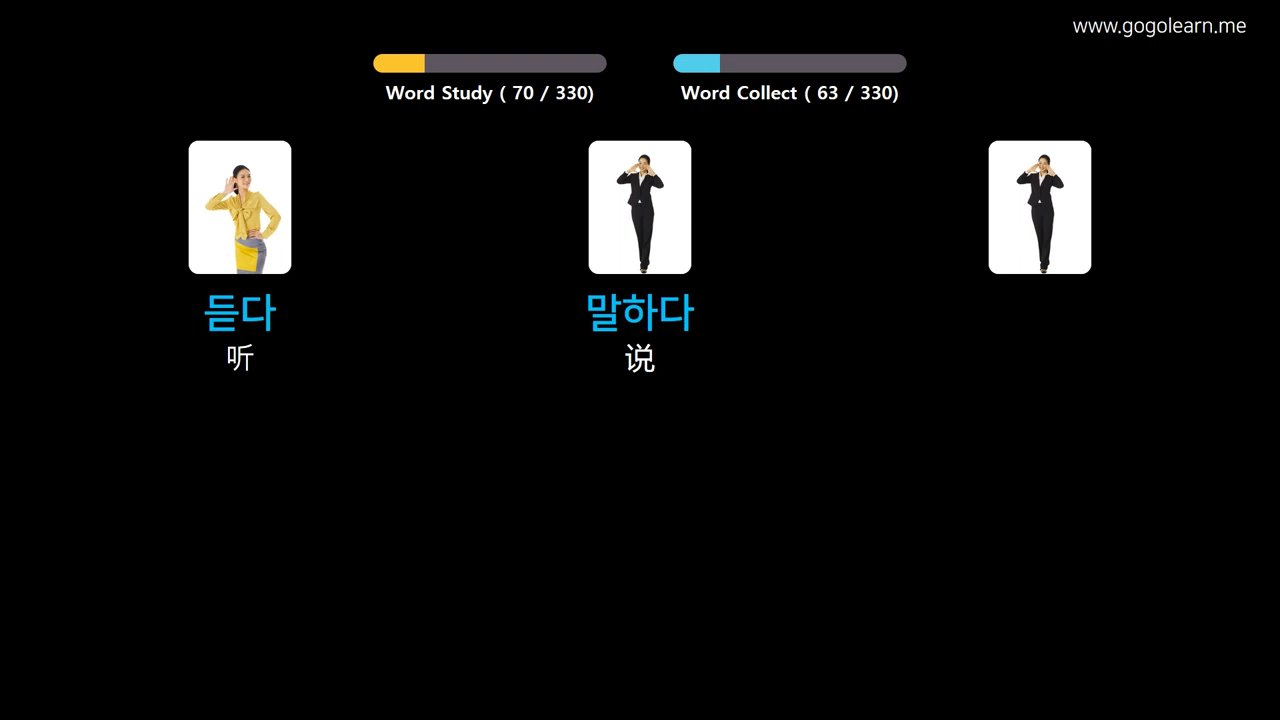 www.gogolearn.me
Word Study ( 70 / 330)
Word Collect ( 63 / 330)
듣다
听
말하다
说